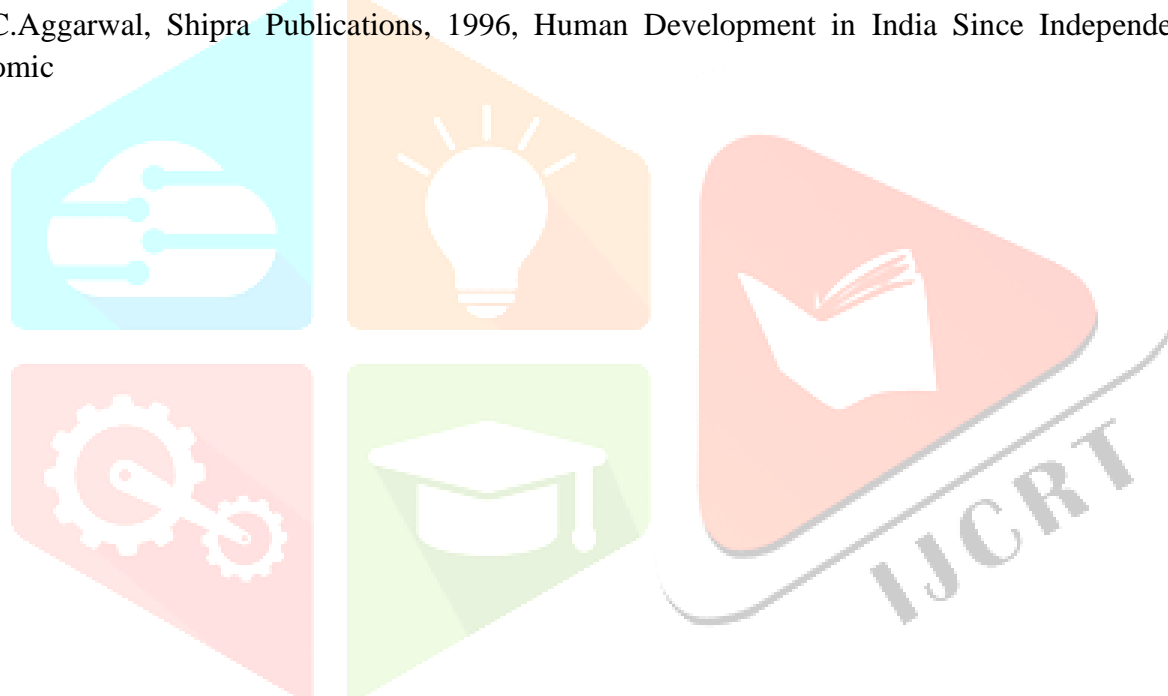 C.Aggarwal, Shipra Publications, 1996, Human Development in India Since Independe
omic
IJCRT